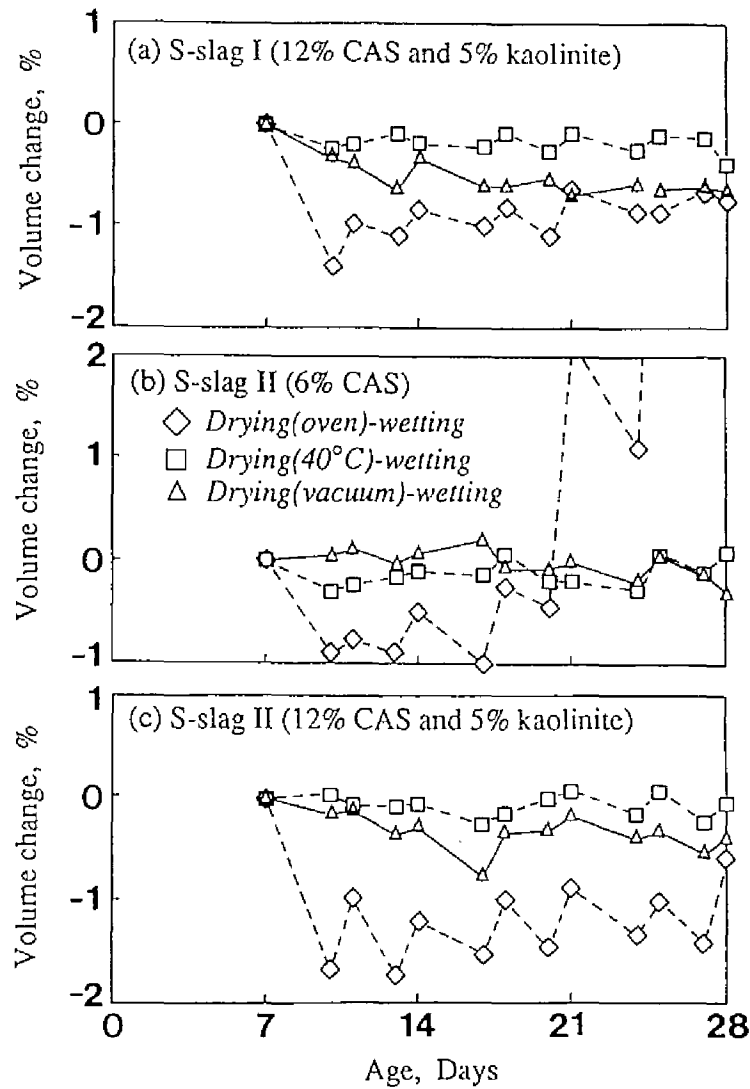 1
(a) S-slag I (12% CAS and 5% kaolinite)
0
-1
-2
Volume change, %
2
(b) S-slag II (6% CAS)
Drying(oven)-wetting
1
Drying(40°C)-wetting
Drying(vacuum)-wetting
0
-1
Volume change, %
1
(c) S-slag II (12% CAS and 5% kaolinite)
0
-1
-2
Volume change, %
0 7 14 21 28
Age, Days